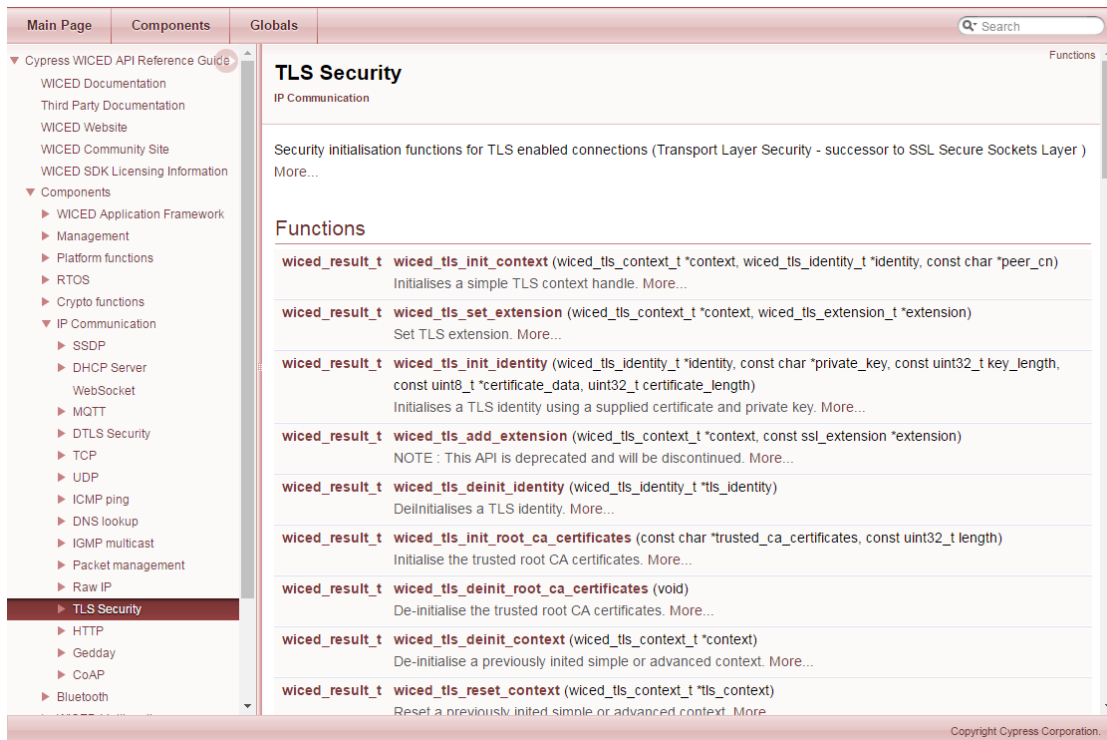 Main Page Components Globals Search
Cypress WICED API Reference Guide
WICED Documentation
Third Party Documentation
WICED Website
WICED Community Site
WICED SDK Licensing Information
Components
WICED Application Framework
Management
Platform functions
RTOS
Crypto functions
IP Communication
SSDP
DHCP Server
WebSocket
MQTT
DTLS Security
TCP
UDP
ICMP ping
DNS lookup
IGMP multicast
Packet management
Raw IP
TLS Security
HTTP
Gedday
CoAP
Bluetooth
Functions
TLS Security
IP Communication
Security initialisation functions for TLS enabled connections (Transport Layer Security - successor to SSL Secure Sockets Layer )
More...
Functions
wiced_result_t wiced_tls_init_context (wiced_tls_context_t *context, wiced_tls_identity_t *identity, const char *peer_cn)
Initialises a simple TLS context handle. More...
wiced_result_t wiced_tls_set_extension (wiced_tls_context_t *context, wiced_tls_extension_t *extension)
Set TLS extension. More...
wiced_result_t wiced_tls_init_identity (wiced_tls_identity_t *identity, const char *private_key, const uint32_t key_length,
const uint8_t *certificate_data, uint32_t certificate_length)
Initialises a TLS identity using a supplied certificate and private key. More...
wiced_result_t wiced_tls_add_extension (wiced_tls_context_t *context, const ssl_extension *extension)
NOTE : This API is deprecated and will be discontinued. More...
wiced_result_t wiced_tls_deinit_identity (wiced_tls_identity_t *tls_identity)
DeiInitialises a TLS identity. More...
wiced_result_t wiced_tls_init_root_ca_certificates (const char *trusted_ca_certificates, const uint32_t length)
Initialise the trusted root CA certificates. More...
wiced_result_t wiced_tls_deinit_root_ca_certificates (void)
De-initialise the trusted root CA certificates. More...
wiced_result_t wiced_tls_deinit_context (wiced_tls_context_t *context)
De-initialise a previously inited simple or advanced context. More...
wiced_result_t wiced_tls_reset_context (wiced_tls_context_t *tls_context)
Reset a previously inited simple or advanced context. More
Copyright Cypress Corporation.